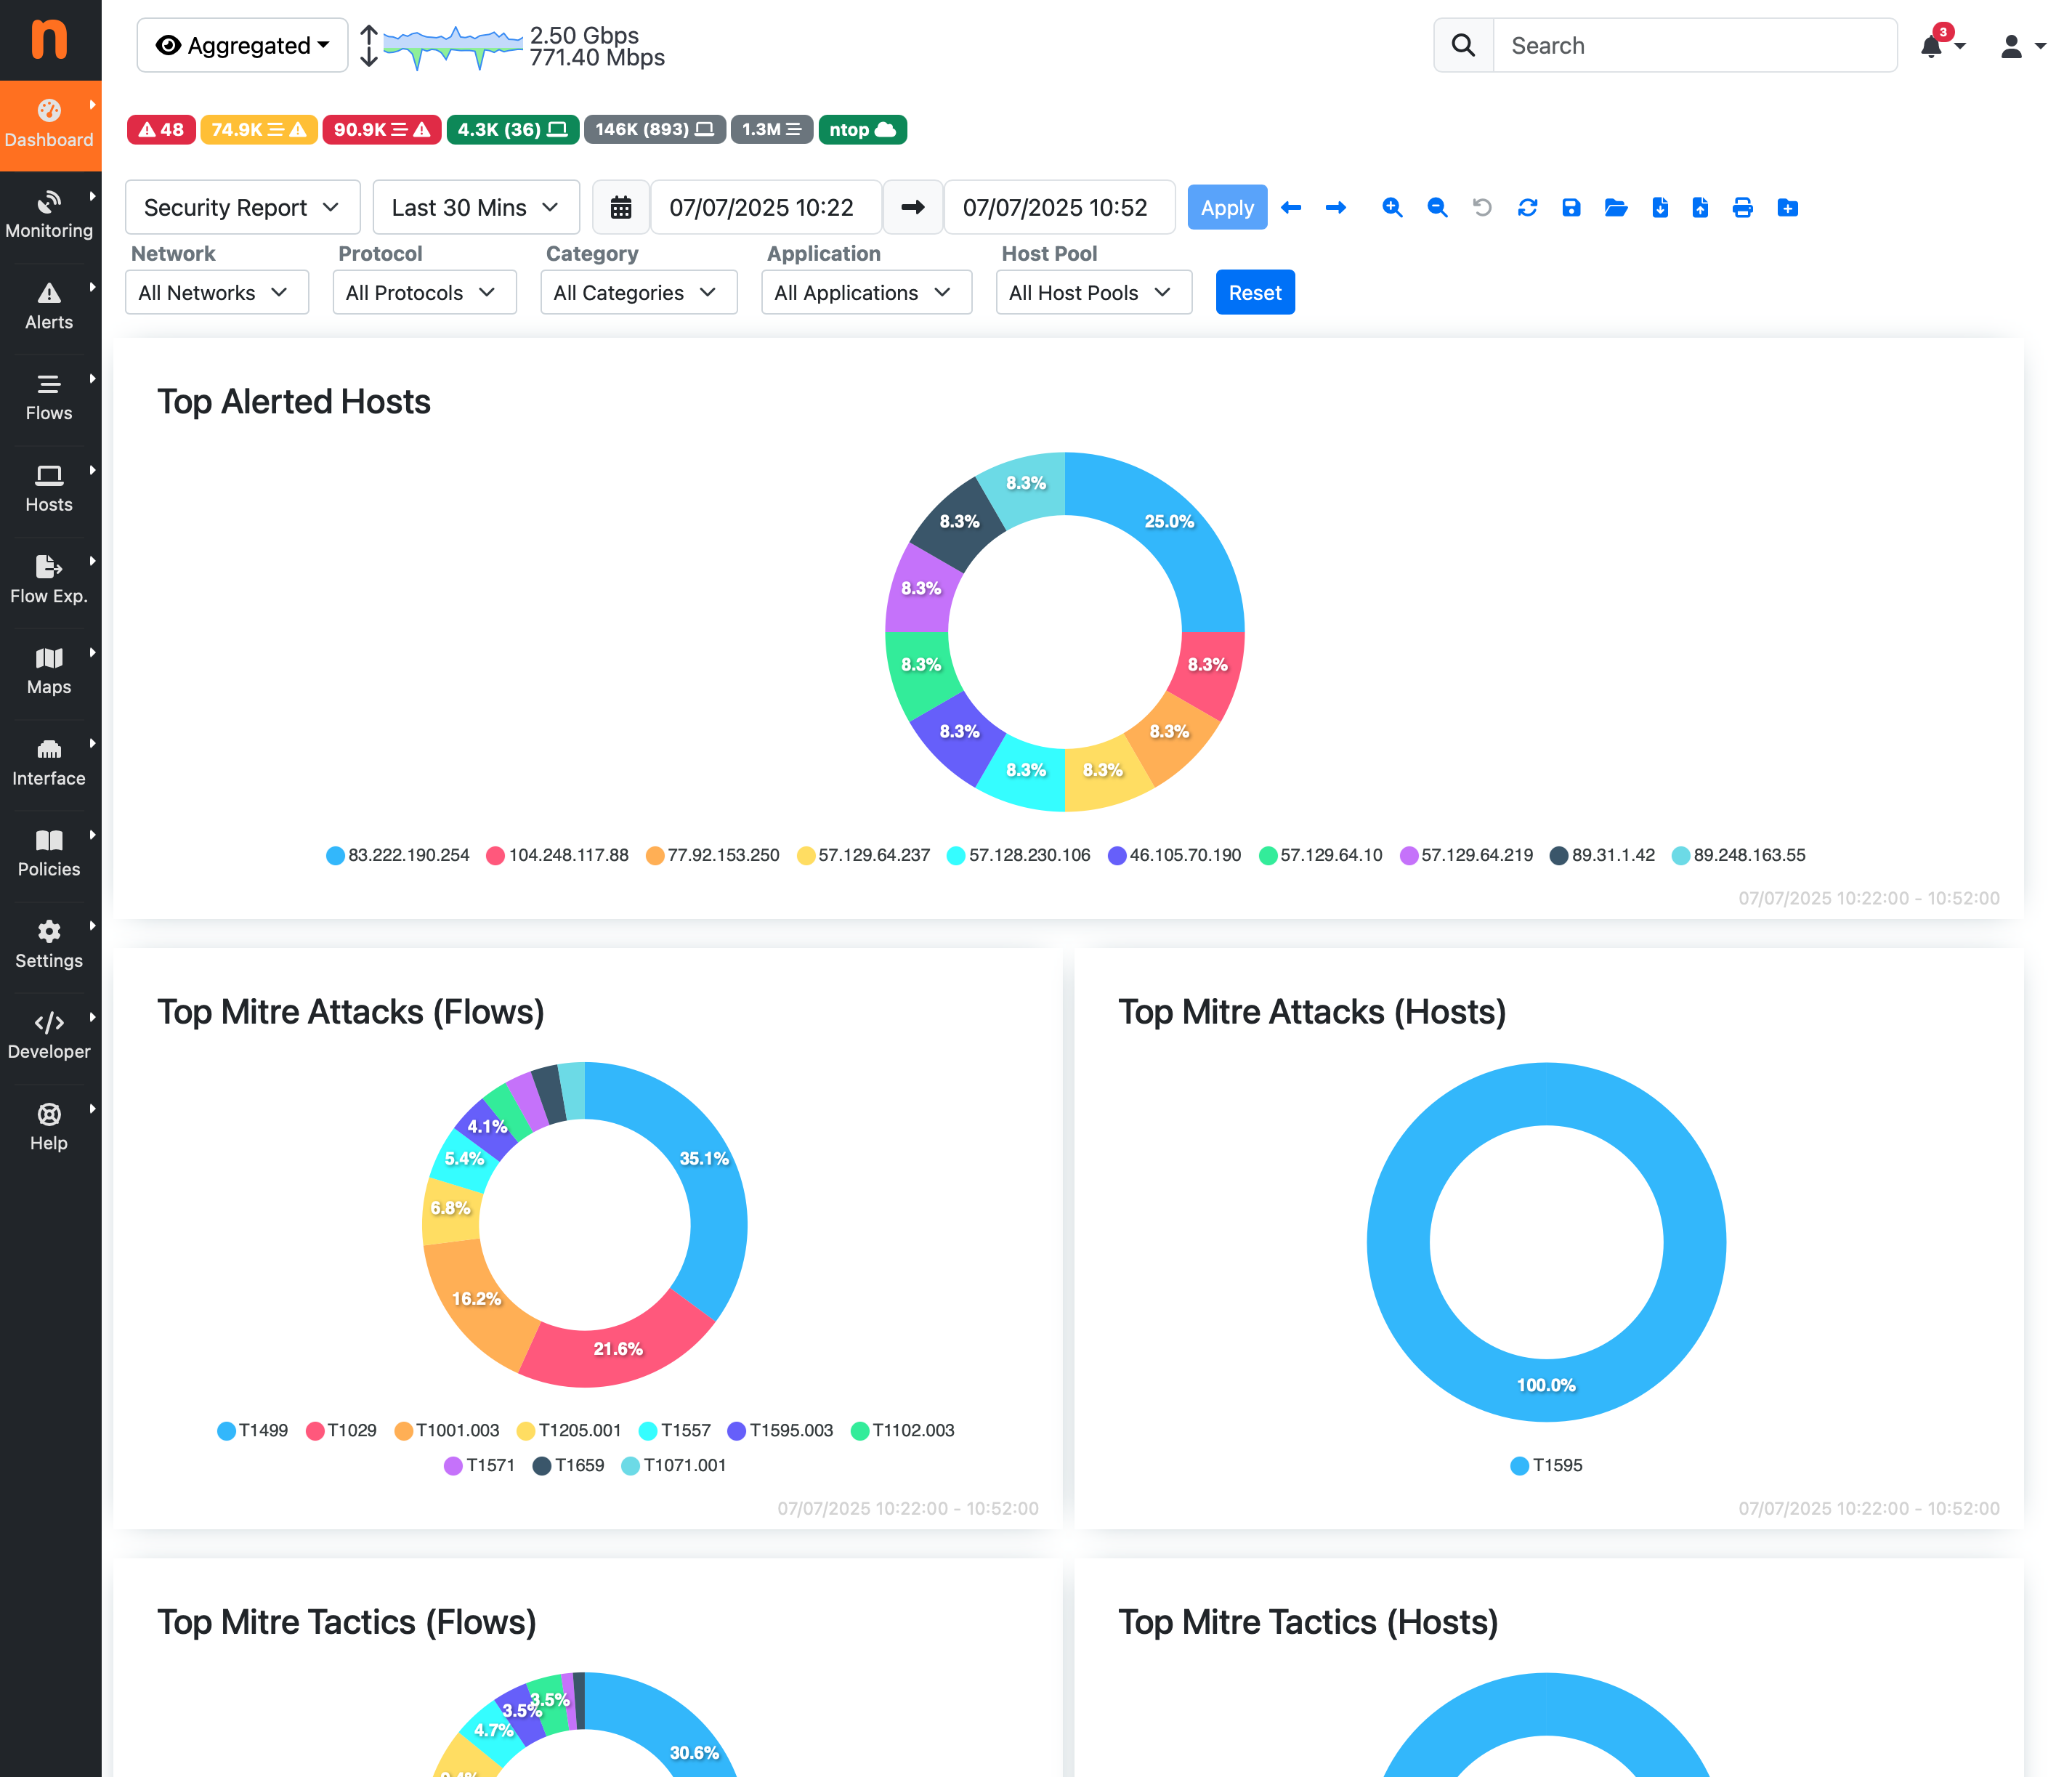 n
Aggregated
2.50 Gbps
771.40 Mbps
Search
3
48
74.9K
90.9K
4.3K (36)
146K (893)
1.3M
ntop
Dashboard
Monitoring
Alerts
Flows
Hosts
Flow Exp.
Maps
Interface
Policies
Settings
Developer
Help
Security Report
Last 30 Mins
07/07/2025 10:22
07/07/2025 10:52
Apply
Network
Protocol
Category
Application
Host Pool
All Networks
All Protocols
All Categories
All Applications
All Host Pools
Reset
Top Alerted Hosts
8.3%
25.0%
8.3%
8.3%
8.3%
8.3%
8.3%
8.3%
8.3%
8.3%
83.222.190.254 104.248.117.88 77.92.153.250 57.129.64.237 57.128.230.106 46.105.70.190 57.129.64.10 57.129.64.219 89.31.1.42 89.248.163.55
07/07/2025 10:22:00 - 10:52:00
Top Mitre Attacks (Flows)
4.1%
5.4%
35.1%
6.8%
16.2%
21.6%
T1499 T1029 T1001.003 T1205.001 T1557 T1595.003 T1102.003
T1571 T1659 T1071.001
07/07/2025 10:22:00 - 10:52:00
Top Mitre Attacks (Hosts)
100.0%
T1595
07/07/2025 10:22:00 - 10:52:00
Top Mitre Tactics (Flows)
3.5%
3.5%
4.7%
30.6%
Top Mitre Tactics (Hosts)